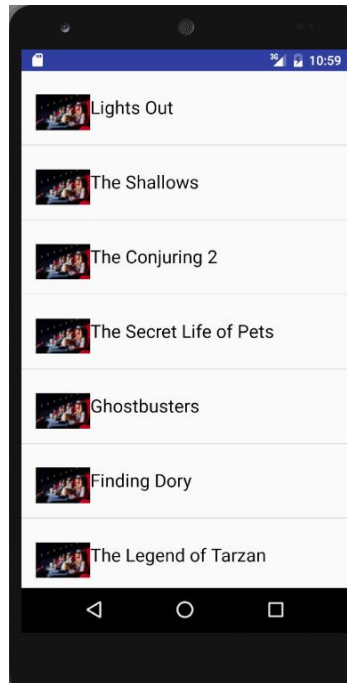 3G 10:59
Lights Out
The Shallows
The Conjuring 2
The Secret Life of Pets
Ghostbusters
Finding Dory
The Legend of Tarzan